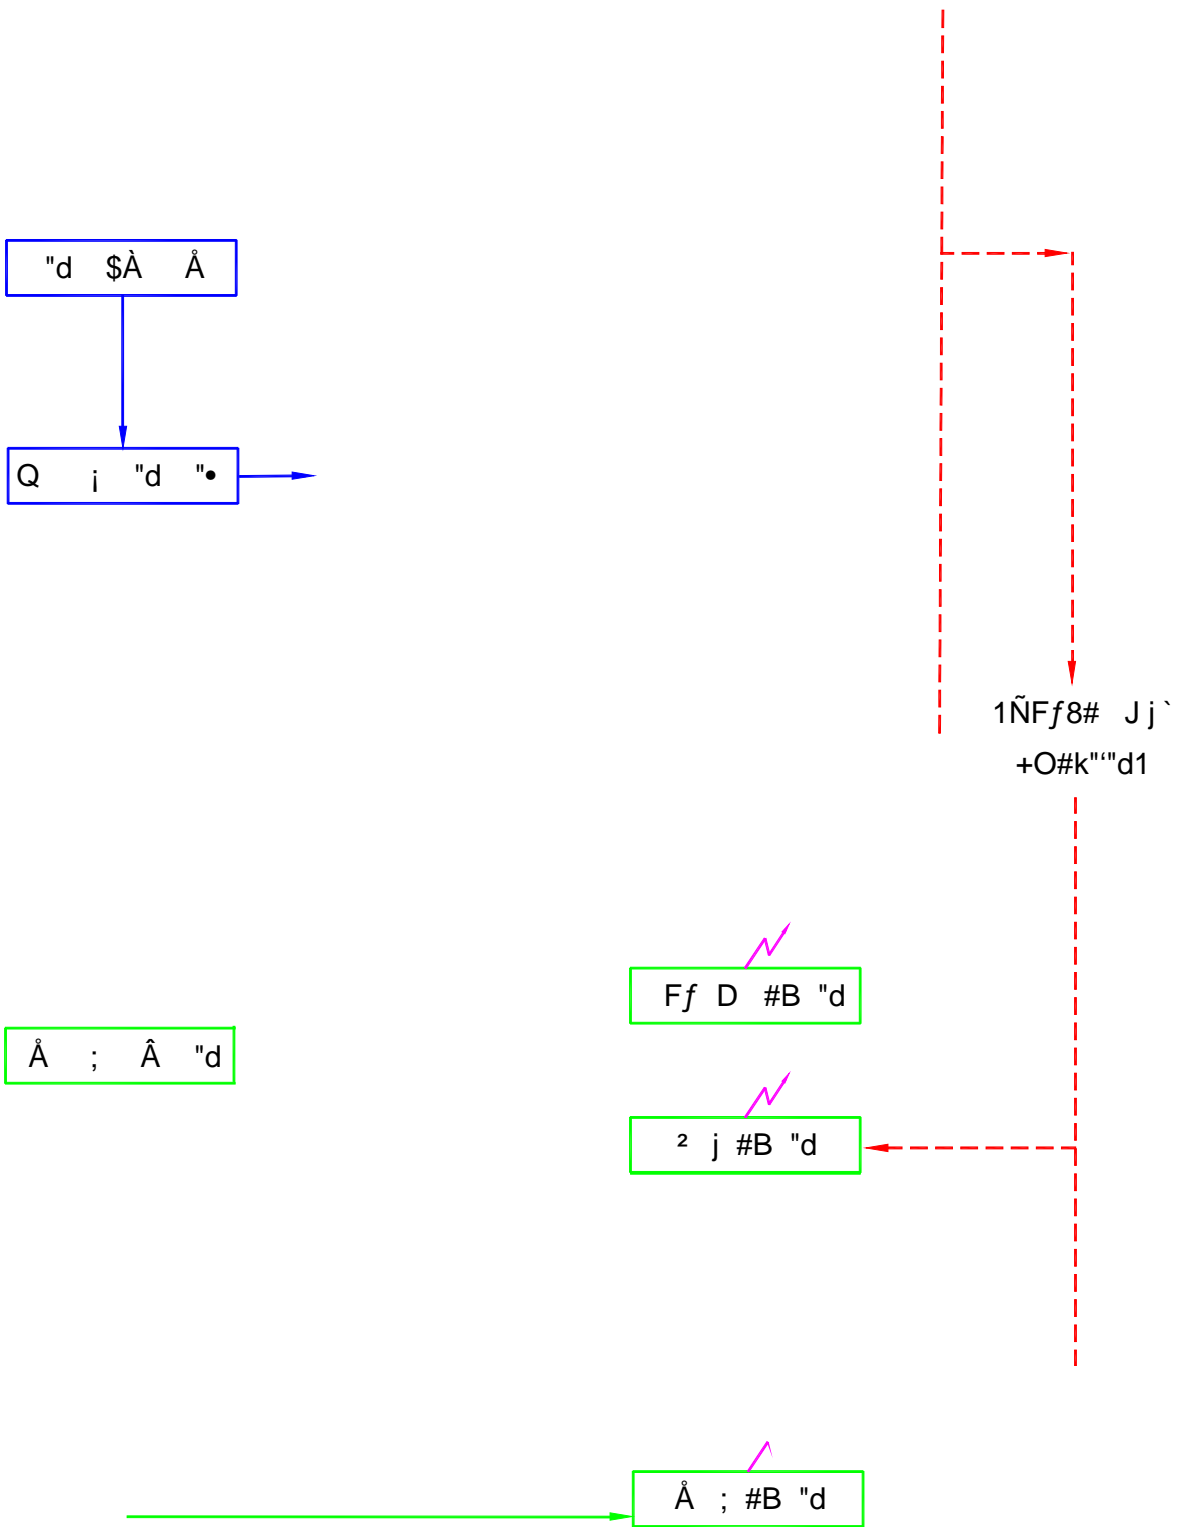 "d $À Å
Q ¡ "d "•
1ÑFƒ8# J j `
+O#k"‘"d1
Fƒ D #B "d
Å ; Â "d
² j #B "d
Å ; #B "d